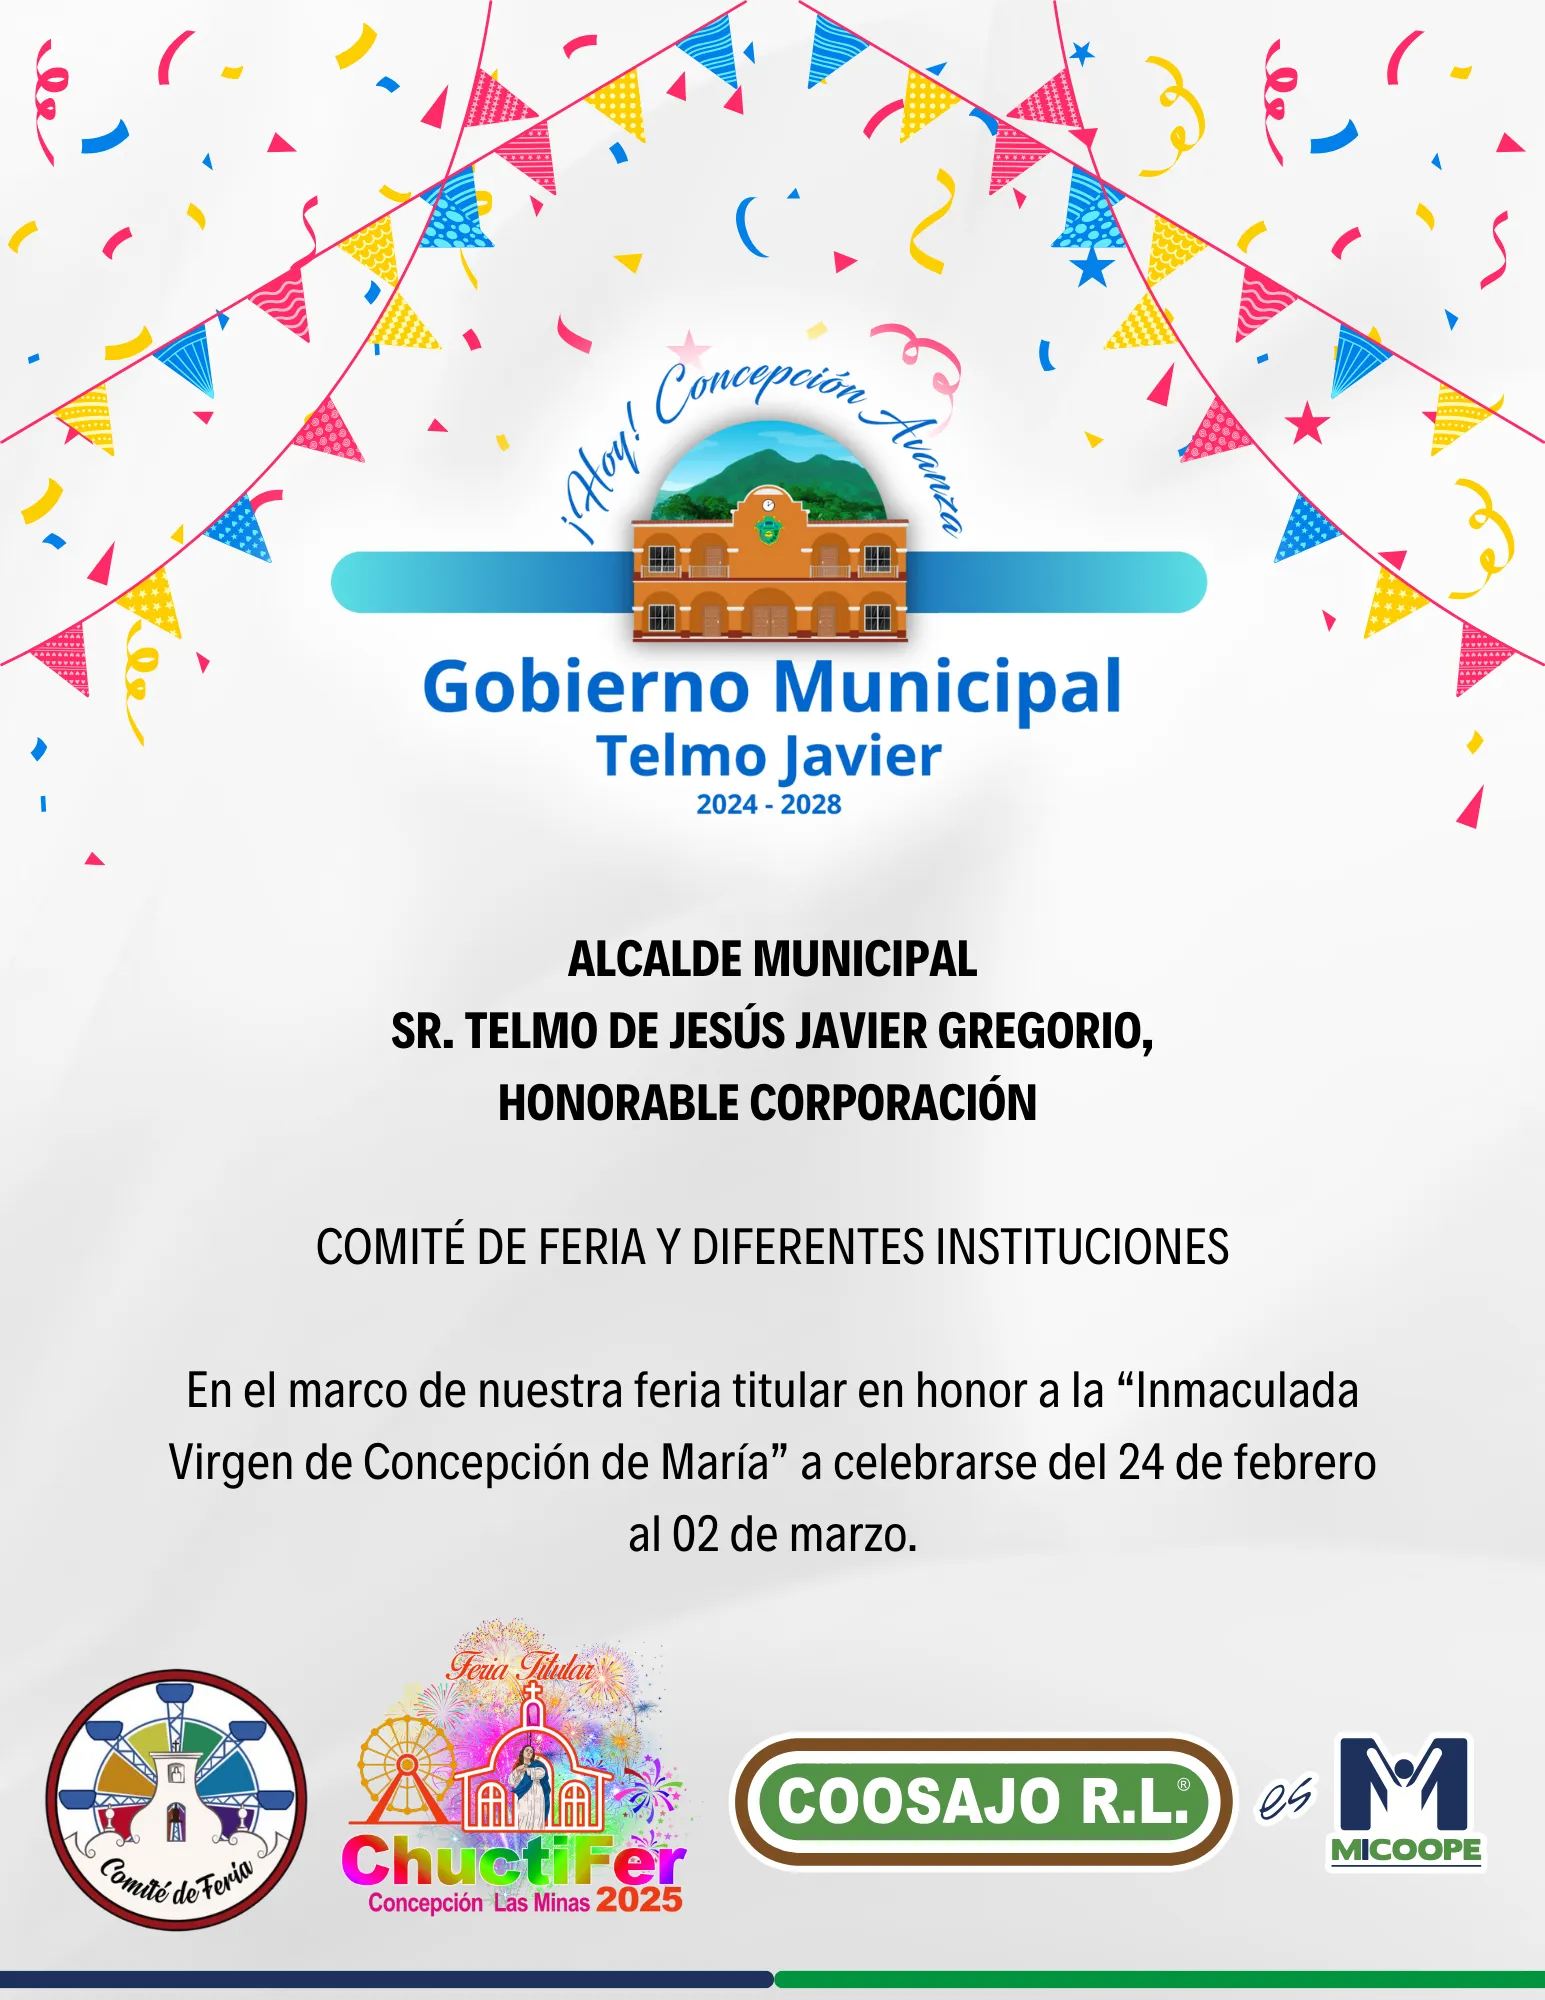 ¡Hoy! Concepción Avanza
Gobierno Municipal
Telmo Javier
2024 - 2028
ALCALDE MUNICIPAL
SR. TELMO DE JESÚS JAVIER GREGORIO,
HONORABLE CORPORACIÓN
COMITÉ DE FERIA Y DIFERENTES INSTITUCIONES
En el marco de nuestra feria titular en honor a la “Inmaculada
Virgen de Concepción de María” a celebrarse del 24 de febrero
al 02 de marzo.
Comité de Feria
Feria Titular
ChuctiFer
Concepción Las Minas 2025
COOSAJO R.L.®
es
MICOOPE